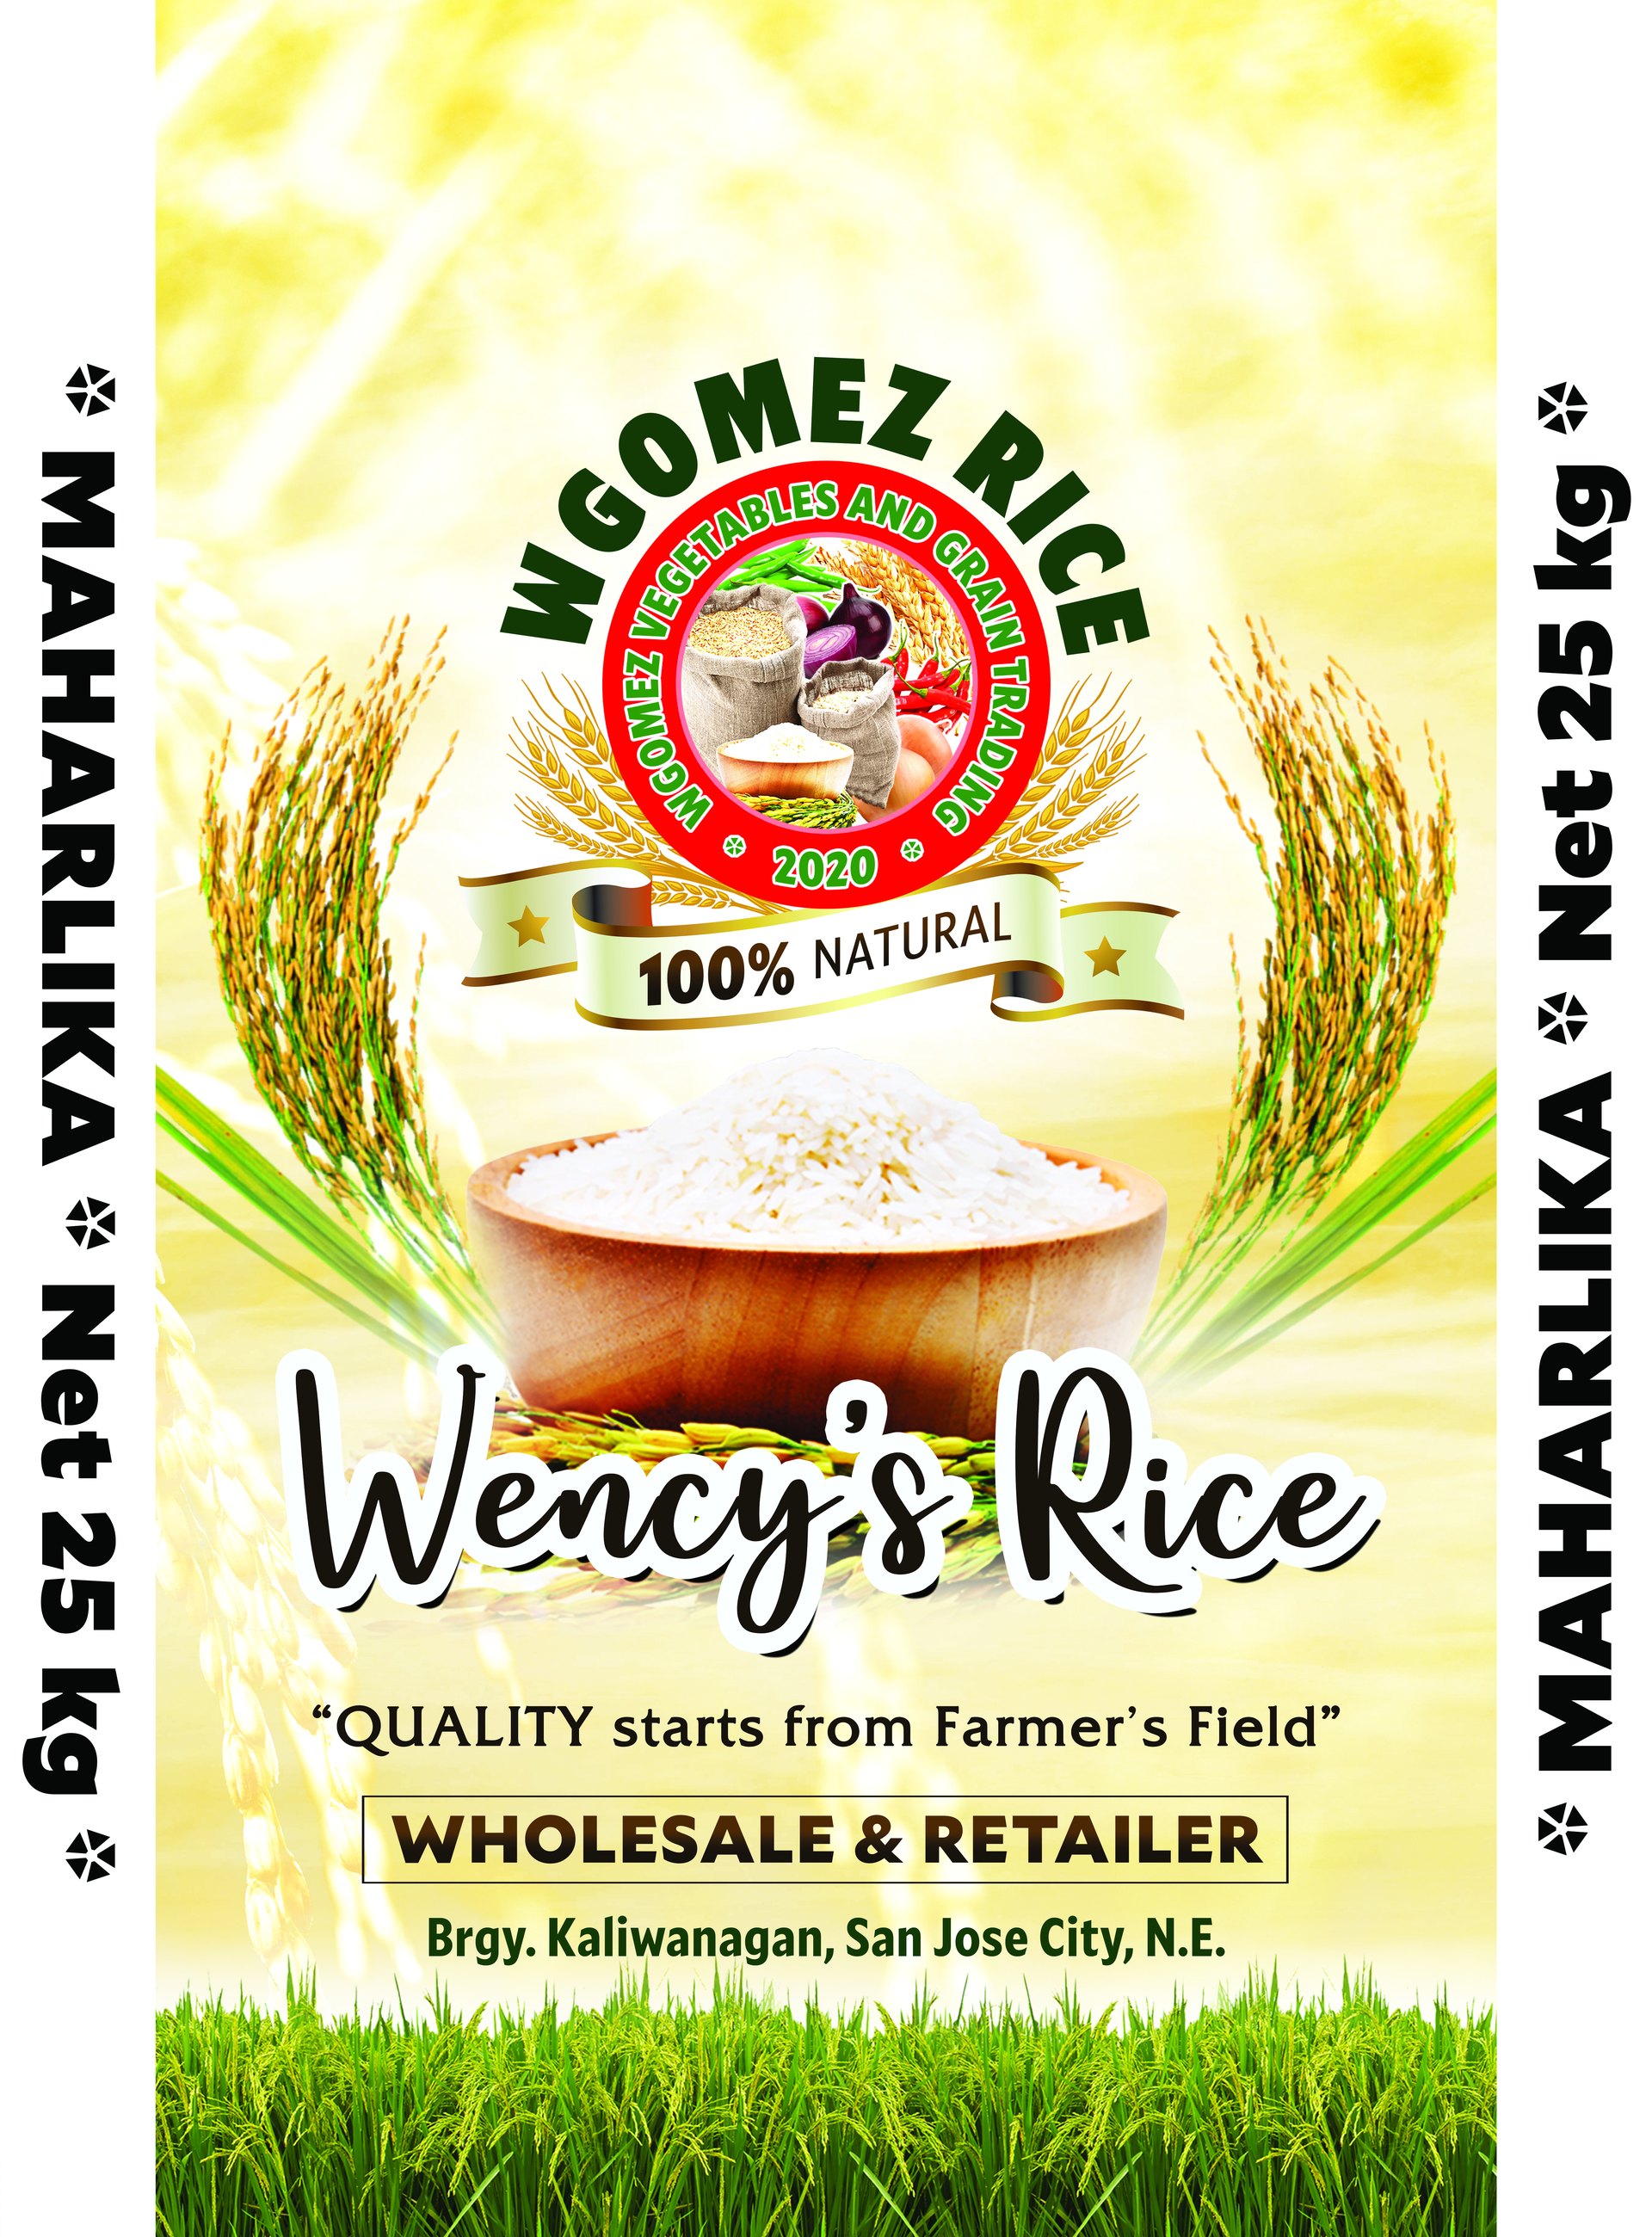 WGOMEZ RICE
WGOMEZ VEGETABLES AND GRAIN TRADING
2020
100% NATURAL
Wency's Rice
“QUALITY starts from Farmer's Field”
WHOLESALE & RETAILER
Brgy. Kaliwanagan, San Jose City, N.E.
MAHARLIKA Net 25 kg
MAHARLIKA Net 25 kg